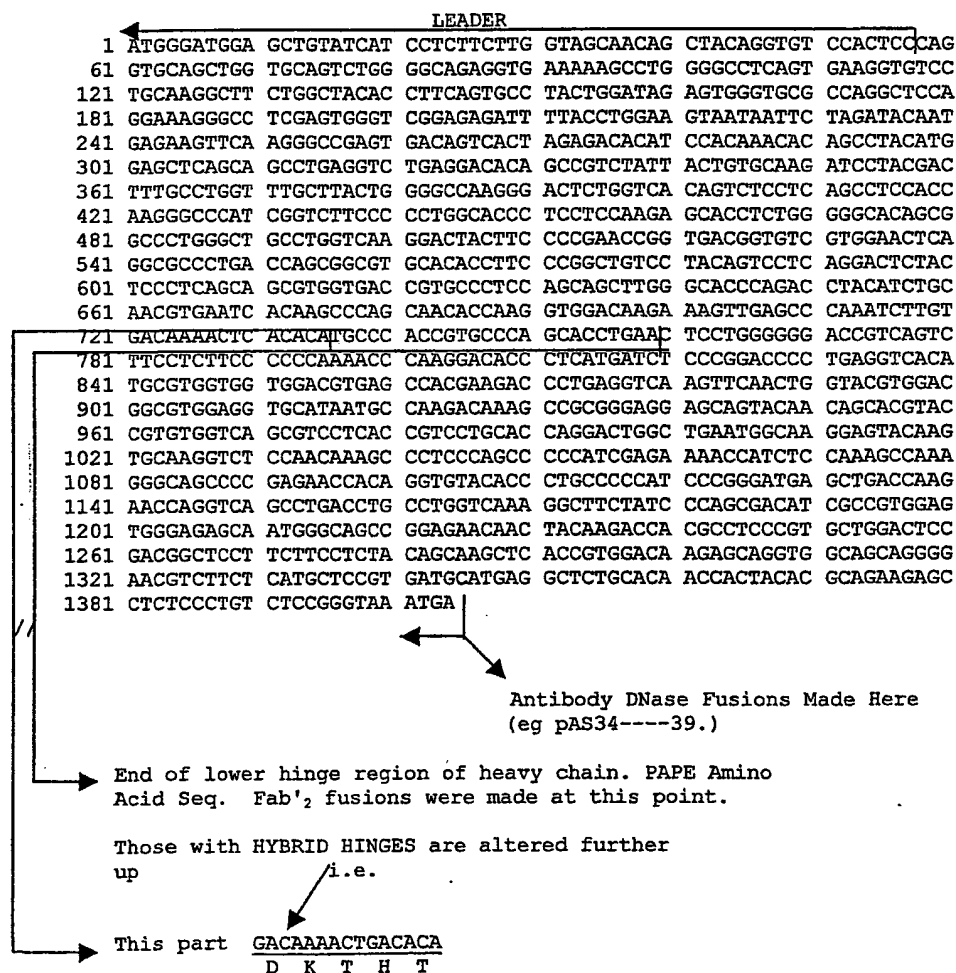 LEADER
1 ATGGGATGGA GCTGTATCAT CCTCTTCTTG GTAGCAACAG CTACAGGTGT CCACTCCCAG
61 GTGCAGCTGG TGCAGTCTGG GGCAGAGGTG AAAAAGCCTG GGGCCTCAGT GAAGGTGTCC
121 TGCAAGGCTT CTGGCTACAC CTTCAGTGCC TACTGGATAG AGTGGGTGCG CCAGGCTCCA
181 GGAAAGGGCC TCGAGTGGGT CGGAGAGATT TTACCTGGAA GTAATAATTC TAGATACAAT
241 GAGAAGTTCA AGGGCCGAGT GACAGTCACT AGAGACACAT CCACAAACAC AGCCTACATG
301 GAGCTCAGCA GCCTGAGGTC TGAGGACACA GCCGTCTATT ACTGTGCAAG ATCCTACGAC
361 TTTGCCTGGT TTGCTTACTG GGGCCAAGGG ACTCTGGTCA CAGTCTCCTC AGCCTCCACC
421 AAGGGCCCAT CGGTCTTCCC CCTGGCACCC TCCTCCAAGA GCACCTCTGG GGGCACAGCG
481 GCCCTGGGCT GCCTGGTCAA GGACTACTTC CCCGAACCGG TGACGGTGTC GTGGAACTCA
541 GGCGCCCTGA CCAGCGGCGT GCACACCTTC CCGGCTGTCC TACAGTCCTC AGGACTCTAC
601 TCCCTCAGCA GCGTGGTGAC CGTGCCCTCC AGCAGCTTGG GCACCCAGAC CTACATCTGC
661 AACGTGAATC ACAAGCCCAG CAACACCAAG GTGGACAAGA AAGTTGAGCC CAAATCTTGT
721 GACAAAACTC ACACATGCCC ACCGTGCCCA GCACCTGAAC TCCTGGGGGG ACCGTCAGTC
781 TTCCTCTTCC CCCCAAAACC CAAGGACACC CTCATGATCT CCCGGACCCC TGAGGTCACA
841 TGCGTGGTGG TGGACGTGAG CCACGAAGAC CCTGAGGTCA AGTTCAACTG GTACGTGGAC
901 GGCGTGGAGG TGCATAATGC CAAGACAAAG CCGCGGGAGG AGCAGTACAA CAGCACGTAC
961 CGTGTGGTCA GCGTCCTCAC CGTCCTGCAC CAGGACTGGC TGAATGGCAA GGAGTACAAG
1021 TGCAAGGTCT CCAACAAAGC CCTCCCAGCC CCCATCGAGA AAACCATCTC CAAAGCCAAA
1081 GGGCAGCCCC GAGAACCACA GGTGTACACC CTGCCCCCAT CCCGGGATGA GCTGACCAAG
1141 AACCAGGTCA GCCTGACCTG CCTGGTCAAA GGCTTCTATC CCAGCGACAT CGCCGTGGAG
1201 TGGGAGAGCA ATGGGCAGCC GGAGAACAAC TACAAGACCA CGCCTCCCGT GCTGGACTCC
1261 GACGGCTCCT TCTTCCTCTA CAGCAAGCTC ACCGTGGACA AGAGCAGGTG GCAGCAGGGG
1321 AACGTCTTCT CATGCTCCGT GATGCATGAG GCTCTGCACA ACCACTACAC GCAGAAGAGC
1381 CTCTCCCTGT CTCCGGGTAA ATGA
Antibody DNase Fusions Made Here
(eg pAS34----39.)
End of lower hinge region of heavy chain. PAPE Amino
Acid Seq. Fab'2 fusions were made at this point.
Those with HYBRID HINGES are altered further
up i.e.
This part GACAAAACTGACACA
D K T H T